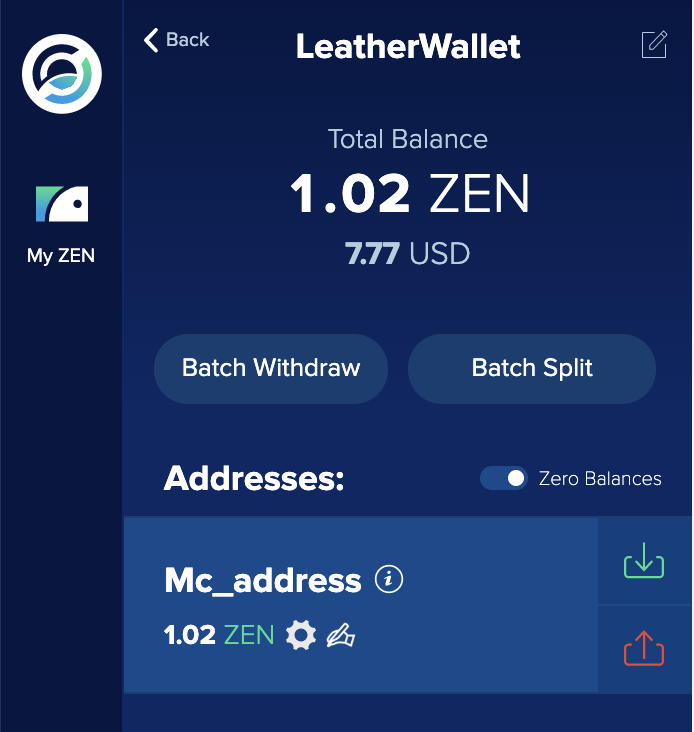 Back
LeatherWallet
Total Balance
1.02 ZEN
7.77 USD
My ZEN
Batch Withdraw
Batch Split
Addresses:
Zero Balances
Mc_address
1.02 ZEN